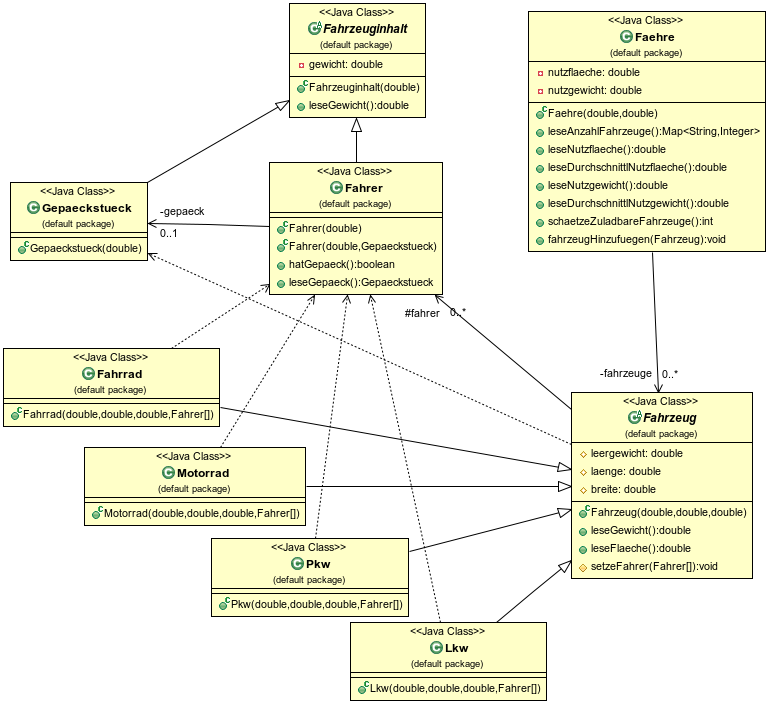 <<Java Class>>
Fahrzeuginhalt
(default package)
gewicht: double
Fahrzeuginhalt(double)
leseGewicht():double
<<Java Class>>
Faehre
(default package)
nutzflaeche: double
nutzgewicht: double
Faehre(double,double)
leseAnzahlFahrzeuge():Map<String,Integer>
leseNutzflaeche():double
leseDurchschnittlNutzflaeche():double
leseNutzgewicht():double
leseDurchschnittlNutzgewicht():double
schaetzeZuladbareFahrzeuge():int
fahrzeugHinzufuegen(Fahrzeug):void
<<Java Class>>
Gepaeckstueck
(default package)
Gepaeckstueck(double)
-gepaeck
0..1
<<Java Class>>
Fahrer
(default package)
Fahrer(double)
Fahrer(double,Gepaeckstueck)
hatGepaeck():boolean
leseGepaeck():Gepaeckstueck
#fahrer 0..*
-fahrzeuge 0..*
<<Java Class>>
Fahrrad
(default package)
Fahrrad(double,double,double,Fahrer[])
<<Java Class>>
Fahrzeug
(default package)
leergewicht: double
laenge: double
breite: double
Fahrzeug(double,double,double)
leseGewicht():double
leseFlaeche():double
setzeFahrer(Fahrer[]):void
<<Java Class>>
Motorrad
(default package)
Motorrad(double,double,double,Fahrer[])
<<Java Class>>
Pkw
(default package)
Pkw(double,double,double,Fahrer[])
<<Java Class>>
Lkw
(default package)
Lkw(double,double,double,Fahrer[])